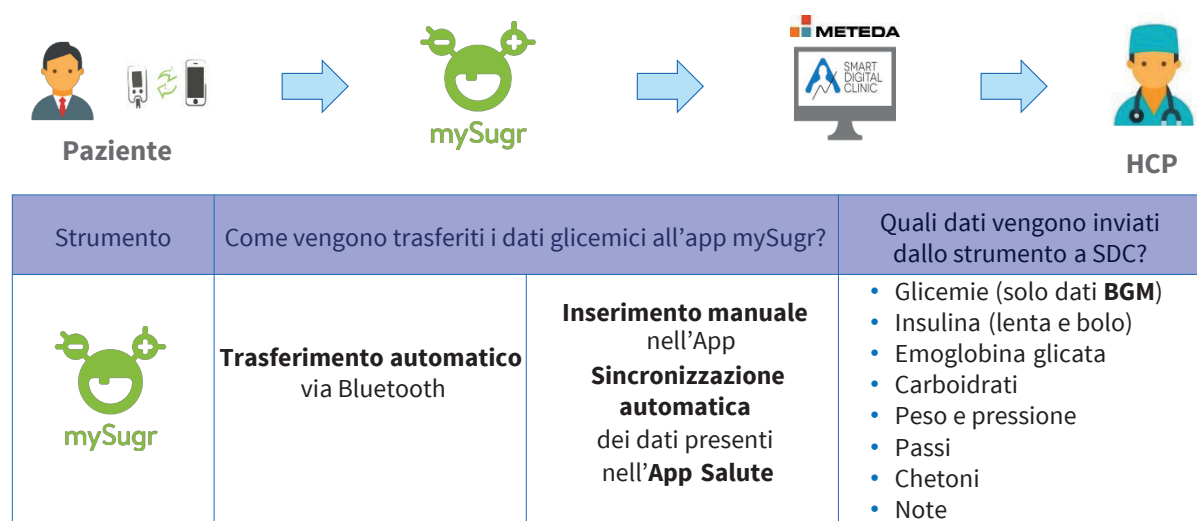 METEDA
SMART
DIGITAL
CLINIC
mySugr
Paziente
HCP
Strumento
Come vengono trasferiti i dati glicemici all'app mySugr?
Quali dati vengono inviati
dallo strumento a SDC?
mySugr
Trasferimento automatico
via Bluetooth
Inserimento manuale
nell'App
Sincronizzazione
automatica
dei dati presenti
nell'App Salute
• Glicemie (solo dati BGM)
• Insulina (lenta e bolo)
• Emoglobina glicata
• Carboidrati
• Peso e pressione
• Passi
• Chetoni
• Note